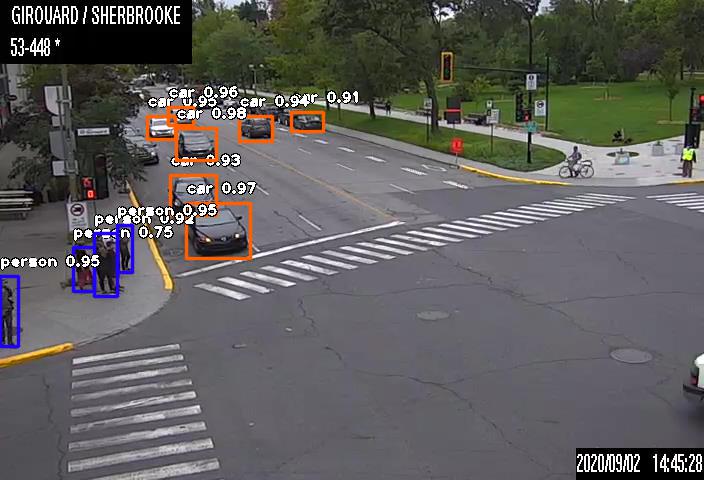 GIROUARD / SHERBROOKE
53-448 *
car 0.96
car 0.95
car 0.94
car 0.91
car 0.98
car 0.93
car 0.97
person 0.95
person 0.92
person 0.75
person 0.95
2020/09/02 14:45:28